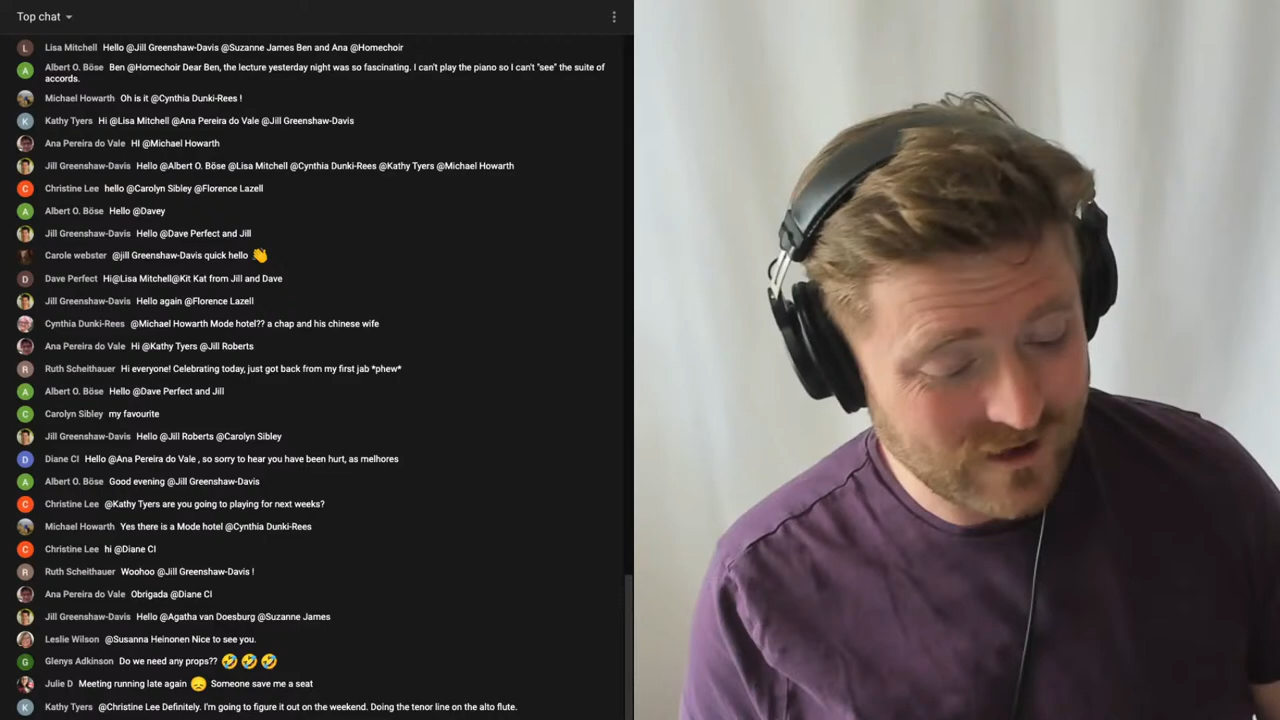 Top chat
Lisa Mitchell Hello @Jill Greenshaw-Davis @Suzanne James Ben and Ana @Homechoir
A Albert O. Böse Ben @Homechoir Dear Ben, the lecture yesterday night was so fascinating. I can't play the piano so I can't "see" the suite of
accords.
Michael Howarth Oh is it @Cynthia Dunki-Rees !
K Kathy Tyers Hi @Lisa Mitchell @Ana Pereira do Vale @Jill Greenshaw-Davis
Ana Pereira do Vale HI @Michael Howarth
Jill Greenshaw-Davis Hello @Albert O. Böse @Lisa Mitchell @Cynthia Dunki-Rees @Kathy Tyers @Michael Howarth
C Christine Lee hello @Carolyn Sibley @Florence Lazell
A Albert O. Böse Hello @Davey
Jill Greenshaw-Davis Hello @Dave Perfect and Jill
Carole webster @jill Greenshaw-Davis quick hello 👋
D Dave Perfect Hi@Lisa Mitchell@Kit Kat from Jill and Dave
Jill Greenshaw-Davis Hello again @Florence Lazell
Cynthia Dunki-Rees @Michael Howarth Mode hotel?? a chap and his chinese wife
Ana Pereira do Vale Hi @Kathy Tyers @Jill Roberts
R Ruth Scheithauer Hi everyone! Celebrating today, just got back from my first jab *phew*
A Albert O. Böse Hello @Dave Perfect and Jill
C Carolyn Sibley my favourite
Jill Greenshaw-Davis Hello @Jill Roberts @Carolyn Sibley
D Diane CI Hello @Ana Pereira do Vale , so sorry to hear you have been hurt, as melhores
A Albert O. Böse Good evening @Jill Greenshaw-Davis
C Christine Lee @Kathy Tyers are you going to playing for next weeks?
Michael Howarth Yes there is a Mode hotel @Cynthia Dunki-Rees
C Christine Lee hi @Diane CI
R Ruth Scheithauer Woohoo @Jill Greenshaw-Davis !
Ana Pereira do Vale Obrigada @Diane CI
Jill Greenshaw-Davis Hello @Agatha van Doesburg @Suzanne James
Leslie Wilson @Susanna Heinonen Nice to see you.
G Glenys Adkinson Do we need any props?? 🤣 🤣 🤣
Julie D Meeting running late again 😞 Someone save me a seat
K Kathy Tyers @Christine Lee Definitely. I'm going to figure it out on the weekend. Doing the tenor line on the alto flute.